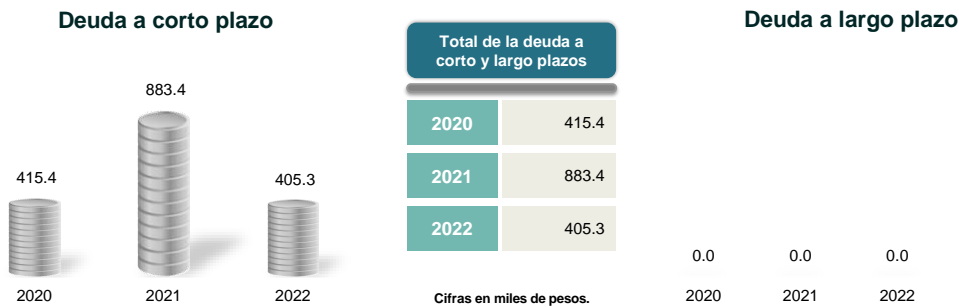 Deuda a corto plazo
883.4
415.4
405.3
2020 2021 2022
Total de la deuda a
corto y largo plazos
2020 415.4
2021 883.4
2022 405.3
Cifras en miles de pesos.
Deuda a largo plazo
0.0 0.0 0.0
2020 2021 2022